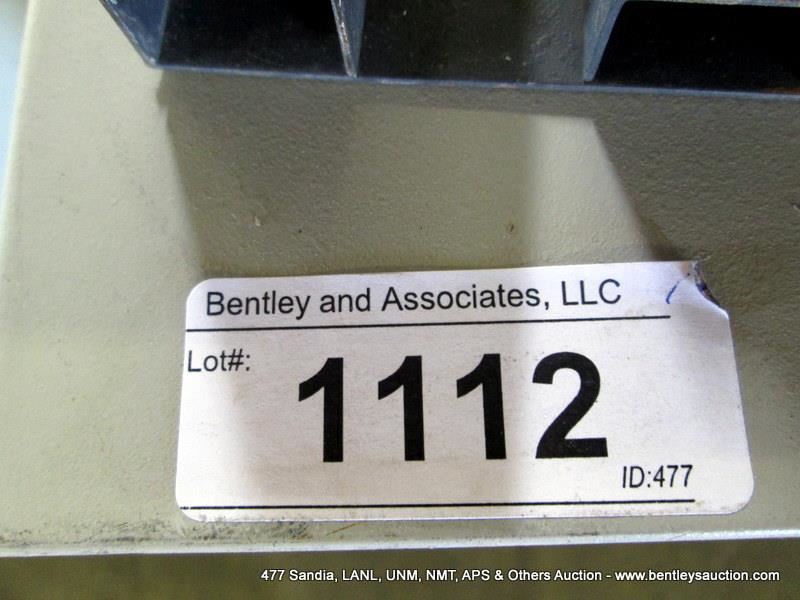 Bentley and Associates, LLC
Lot#:
1112
ID:477
477 Sandia, LANL, UNM, NMT, APS & Others Auction - www.bentleysauction.com